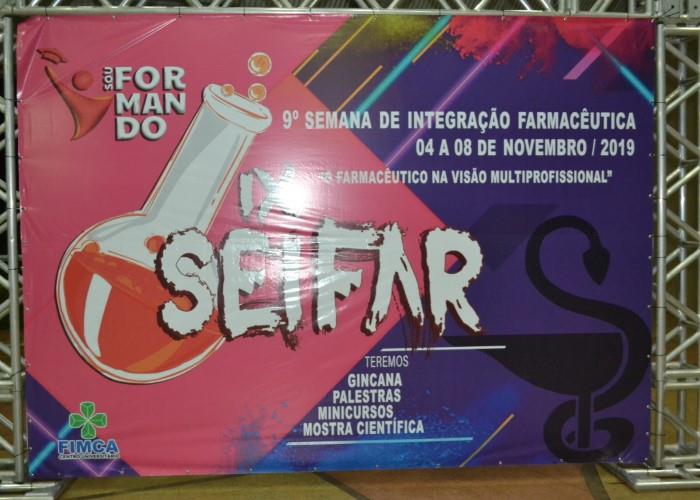 SOU
FOR
MAN
DO
9º SEMANA DE INTEGRAÇÃO FARMACÊUTICA
04 A 08 DE NOVEMBRO / 2019
"O FARMACÊUTICO NA VISÃO MULTIPROFISSIONAL"
IX
SEIFAR
TEREMOS
GINCANA
PALESTRAS
MINICURSOS
MOSTRA CIENTÍFICA
FIMCA
CENTRO UNIVERSITÁRIO